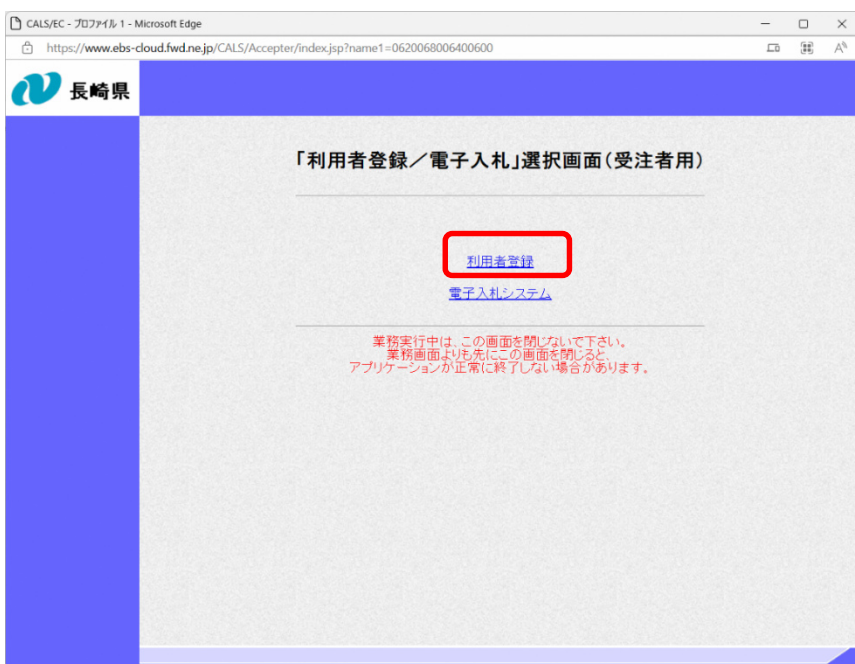 CALS/EC - プロファイル 1 - Microsoft Edge
https://www.ebs-cloud.fwd.ne.jp/CALS/Accepter/index.jsp?name1=0620068006400600
長崎県
「利用者登録／電子入札」選択画面（受注者用）
利用者登録
電子入札システム
業務実行中は、この画面を閉じないで下さい。
業務画面よりも先にこの画面を閉じると、
アプリケーションが正常に終了しない場合があります。